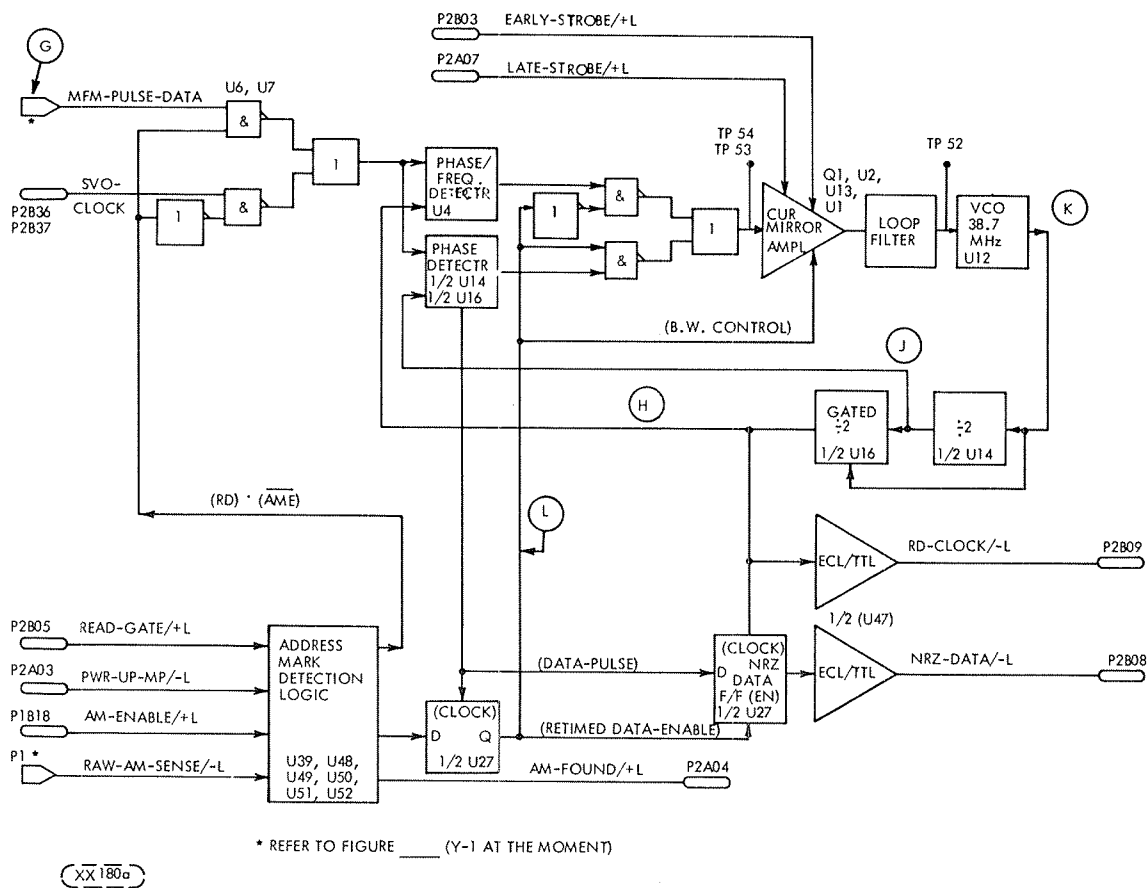 P2B03 EARLY-STROBE/+L
P2A07 LATE-STROBE/+L
G
MFM-PULSE-DATA
*
U6, U7
&
1
SVO-
CLOCK
P2B36
P2B37
1
&
PHASE/
FREQ.
DETECTR
U4
PHASE
DETECTR
1/2 U14
1/2 U16
1
&
&
1
TP 54
TP 53
Q1, U2,
U13,
U1
CUR
MIRROR
AMPL
LOOP
FILTER
TP 52
VCO
38.7
MHz
U12
K
(B.W. CONTROL)
J
H
GATED
÷2
1/2 U16
÷2
1/2 U14
(RD) · (AME)
L
ECL/TTL
RD-CLOCK/-L
P2B09
1/2 (U47)
P2B05 READ-GATE/+L
P2A03 PWR-UP-MP/-L
P1B18 AM-ENABLE/+L
P1 * RAW-AM-SENSE/-L
ADDRESS
MARK
DETECTION
LOGIC
U39, U48,
U49, U50,
U51, U52
(CLOCK)
D Q
1/2 U27
(DATA-PULSE)
(RETIMED DATA-ENABLE)
(CLOCK)
NRZ
D DATA
F/F (EN)
1/2 U27
ECL/TTL
NRZ-DATA/-L
P2B08
AM-FOUND/+L
P2A04
* REFER TO FIGURE ____ (Y-1 AT THE MOMENT)
XX 180a